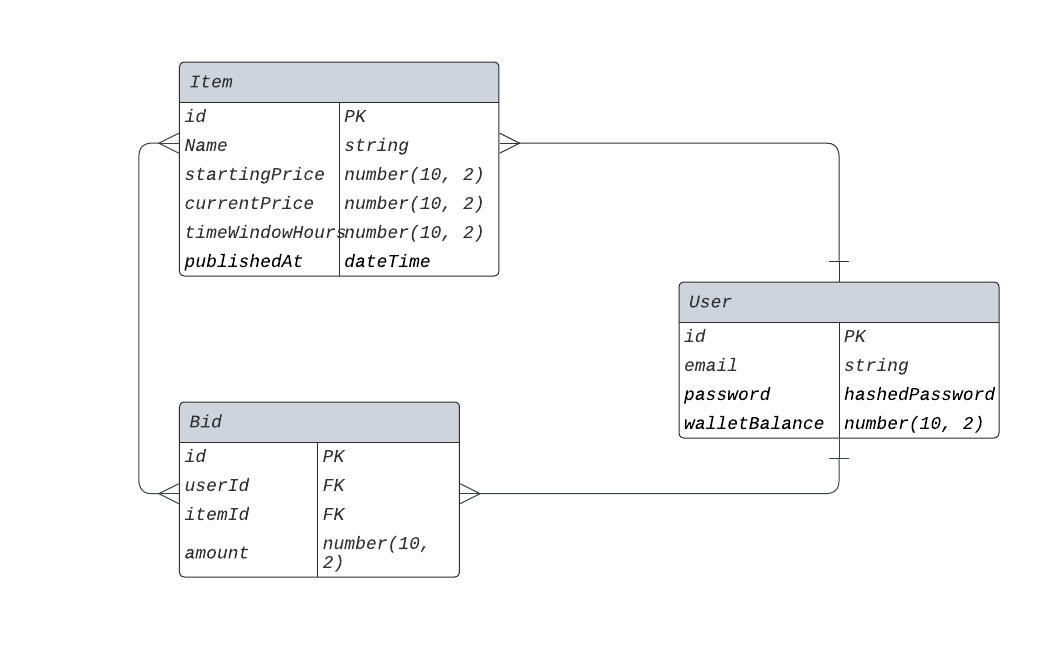 Item
id PK
Name string
startingPrice number(10, 2)
currentPrice number(10, 2)
timeWindowHours number(10, 2)
publishedAt dateTime
User
id PK
email string
password hashedPassword
walletBalance number(10, 2)
Bid
id PK
userId FK
itemId FK
amount number(10,
2)